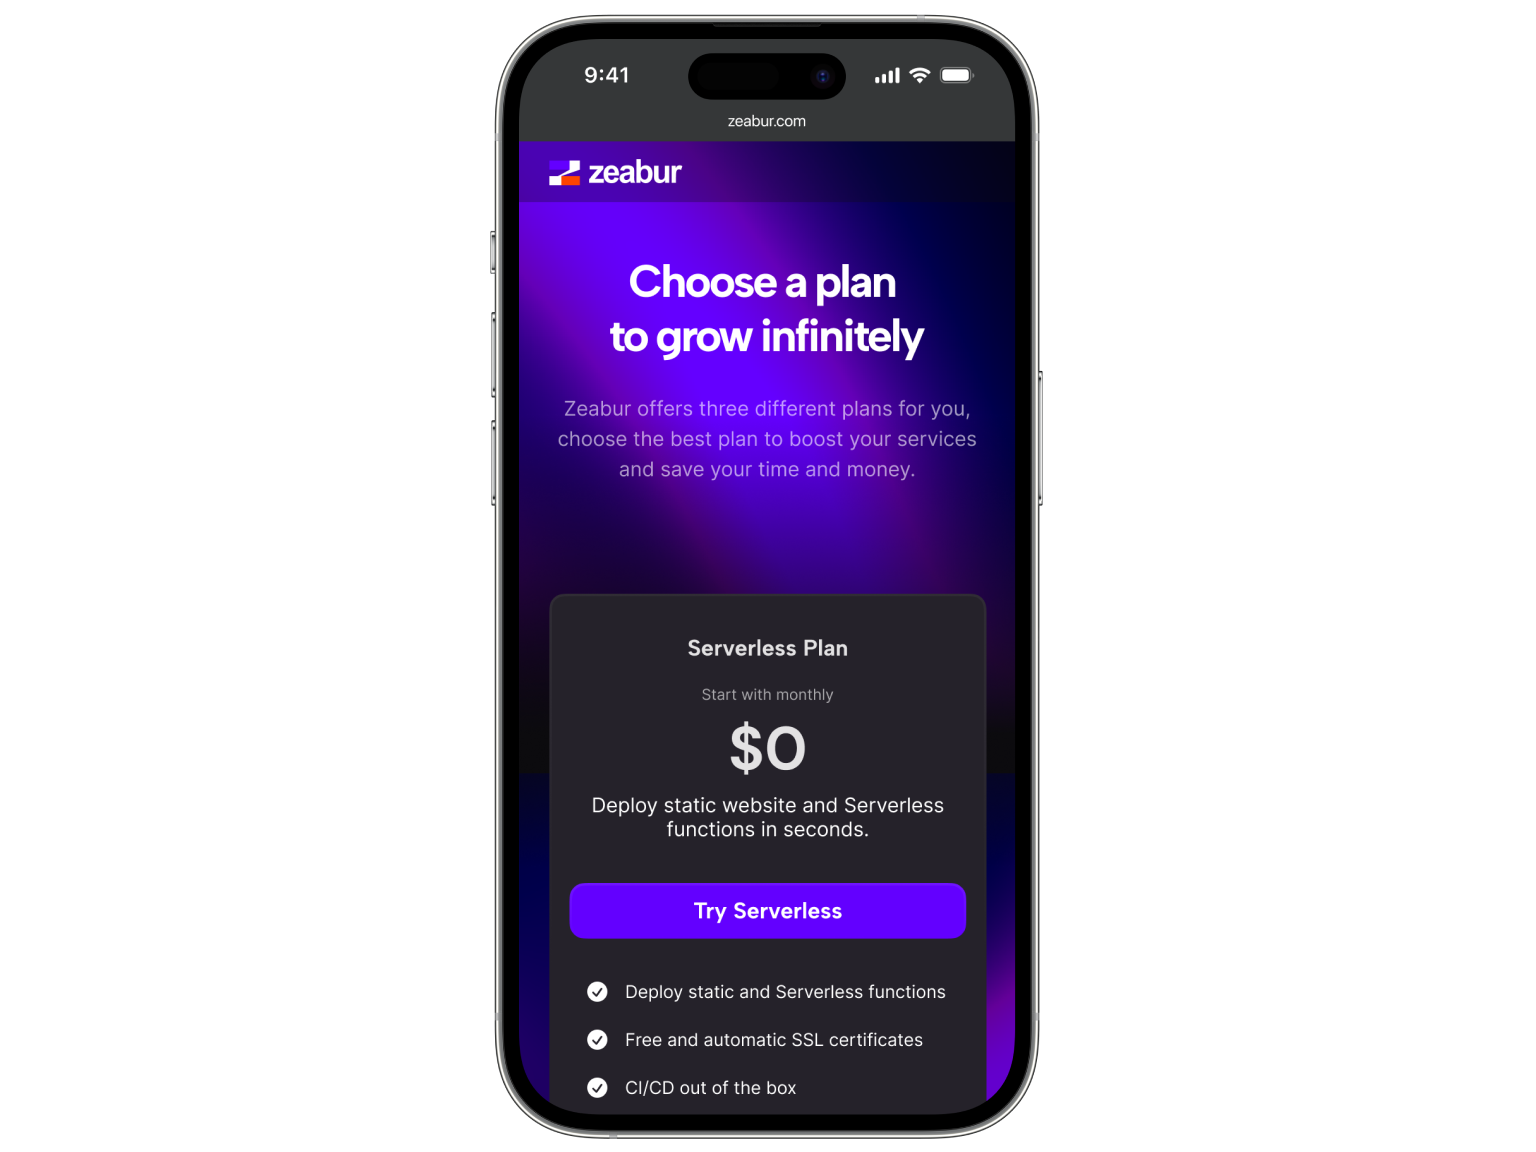 9:41
zeabur.com
zeabur
Choose a plan
to grow infinitely
Zeabur offers three different plans for you,
choose the best plan to boost your services
and save your time and money.
Serverless Plan
Start with monthly
$0
Deploy static website and Serverless
functions in seconds.
Try Serverless
Deploy static and Serverless functions
Free and automatic SSL certificates
CI/CD out of the box